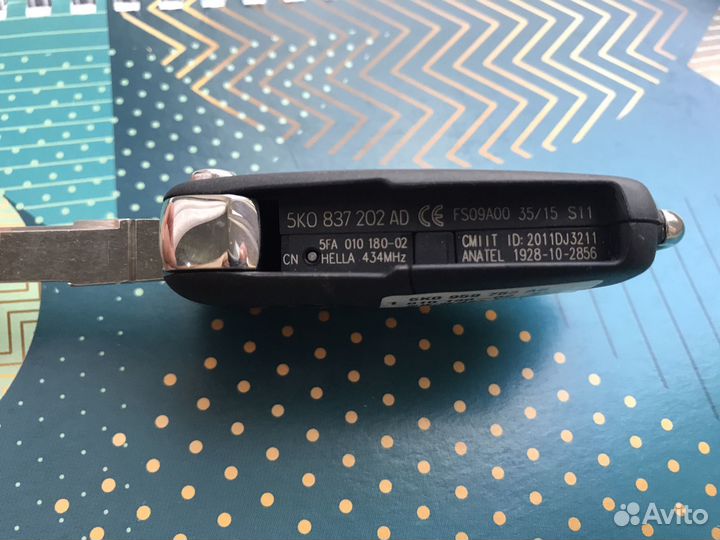 5K0 837 202 AD CE FS09A00 35/15 S11
5FA 010 180-02
CN HELLA 434MHz
CMIIT ID: 2011DJ3211
ANATEL 1928-10-2856
Avito